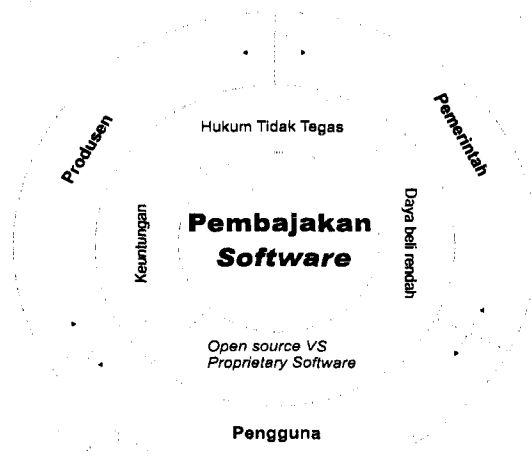 Produsen
Pemerintah
Hukum Tidak Tegas
Keuntungan
Pembajakan
Software
Daya beli rendah
Open source VS
Proprietary Software
Pengguna